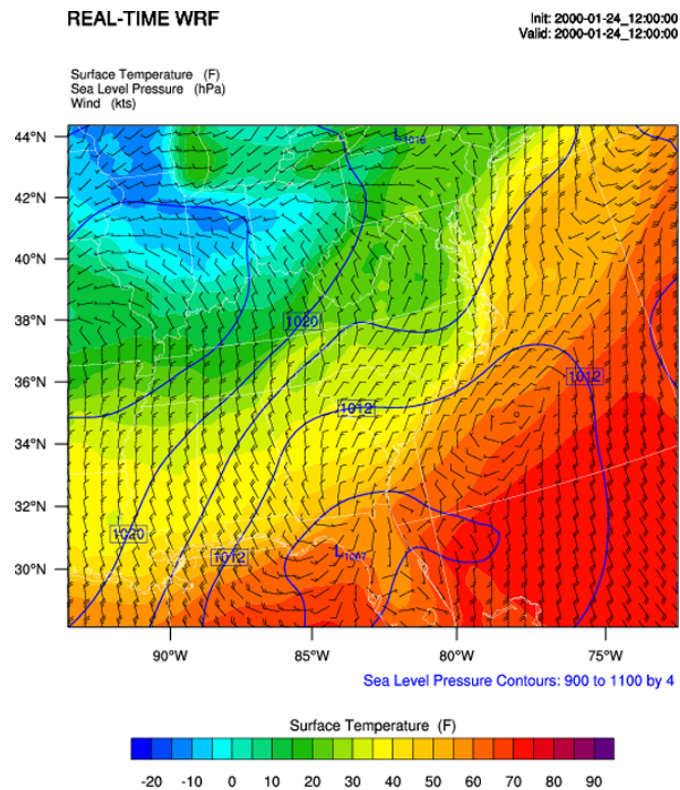 REAL-TIME WRF
Init: 2000-01-24_12:00:00
Valid: 2000-01-24_12:00:00
Surface Temperature (F)
Sea Level Pressure (hPa)
Wind (kts)
44°N
42°N
40°N
38°N
36°N
34°N
32°N
30°N
L1016
1020
1012
1012
1020
1012
L1007
90°W 85°W 80°W 75°W
Sea Level Pressure Contours: 900 to 1100 by 4
Surface Temperature (F)
-20 -10 0 10 20 30 40 50 60 70 80 90